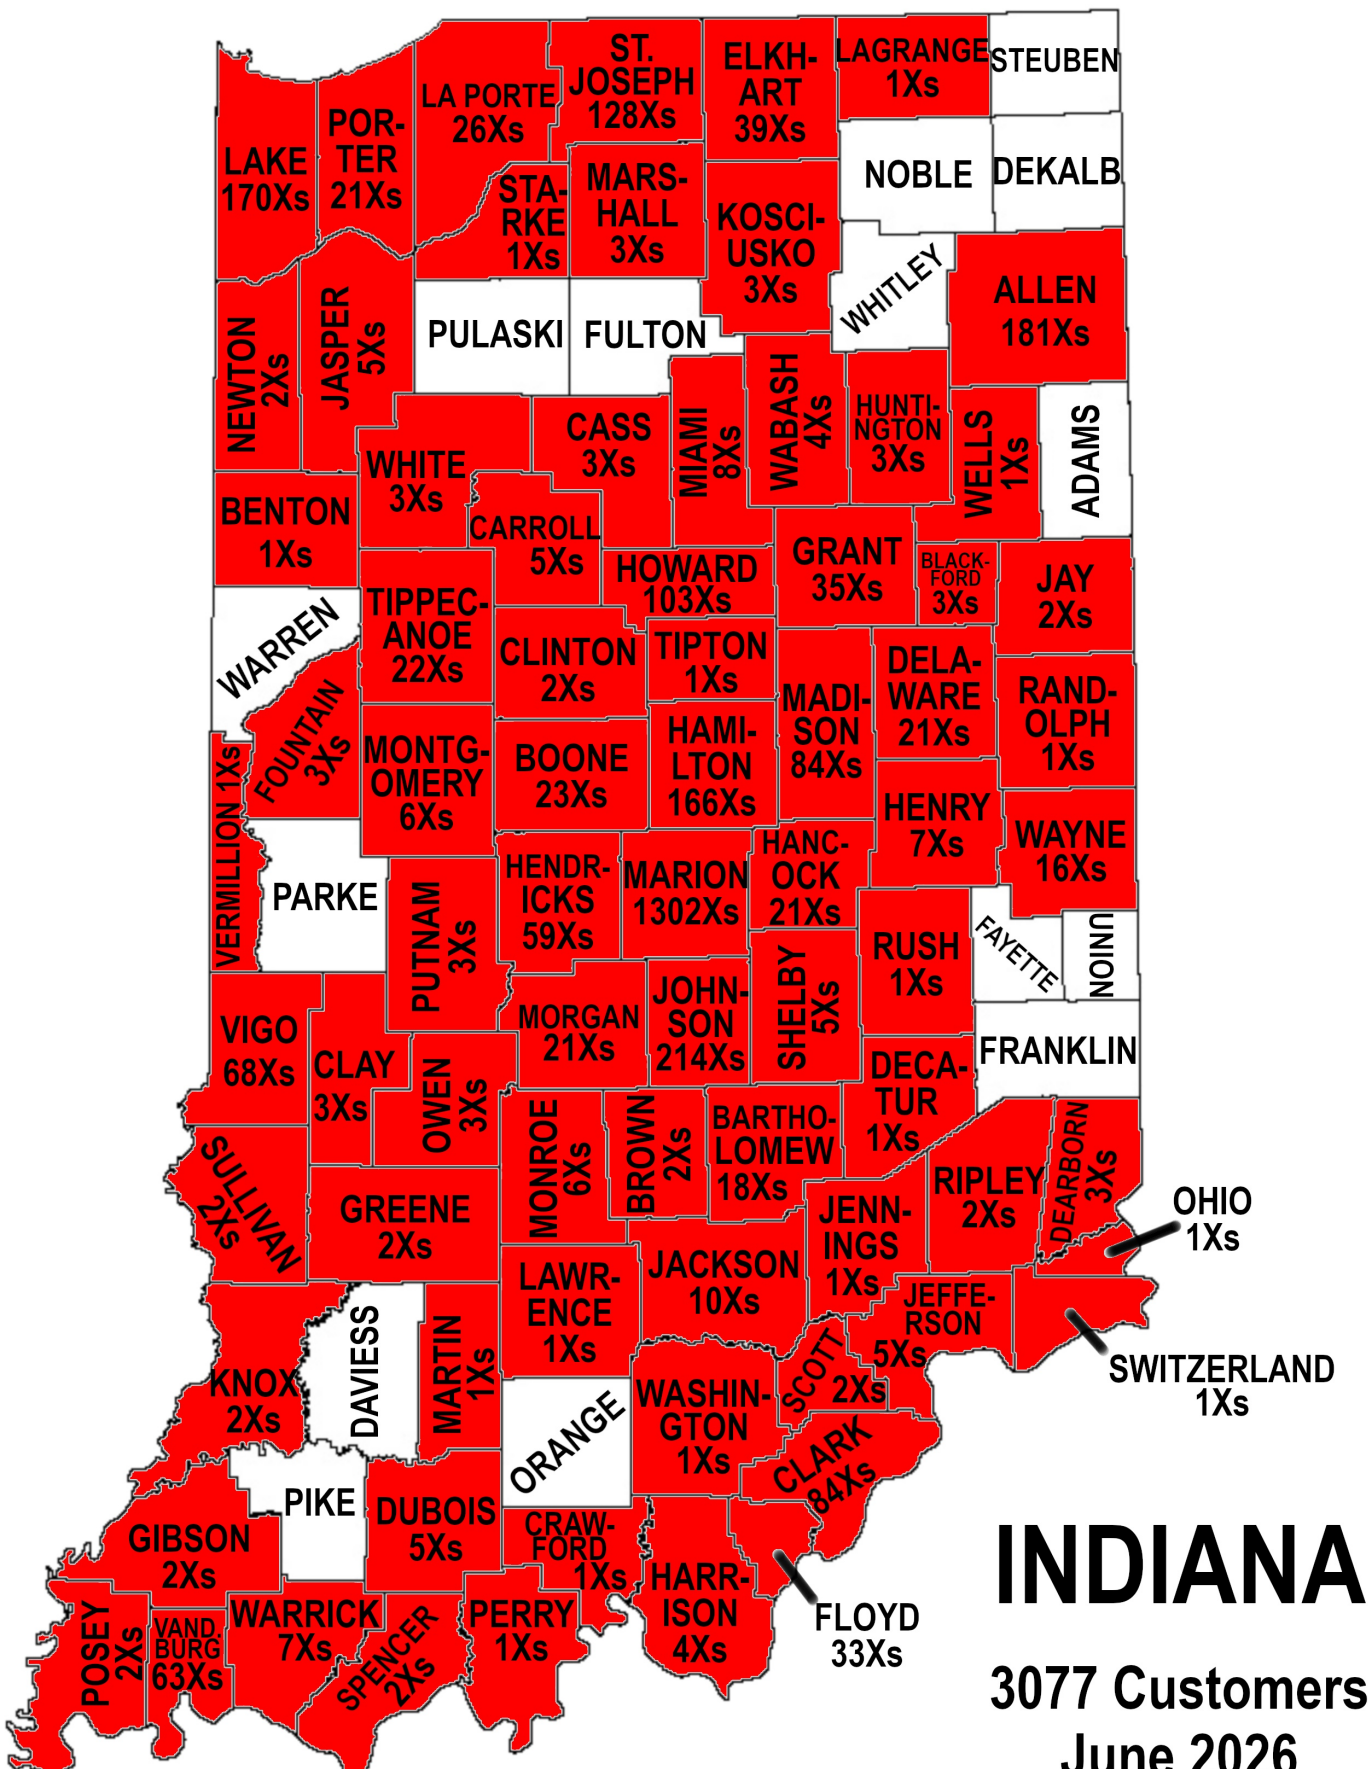 ST.
JOSEPH
128Xs
ELKH-
ART
39Xs
LAGRANGE
1Xs
STEUBEN
LA PORTE
26Xs
POR-
TER
21Xs
LAKE
170Xs
STA-
RKE
1Xs
MARS-
HALL
3Xs
KOSCI-
USKO
3Xs
NOBLE
DEKALB
WHITLEY
ALLEN
181Xs
NEWTON
2Xs
JASPER
5Xs
PULASKI
FULTON
WHITE
3Xs
CASS
3Xs
MIAMI
8Xs
WABASH
4Xs
HUNTI-
NGTON
3Xs
WELLS
1Xs
ADAMS
BENTON
1Xs
CARROLL
5Xs
HOWARD
103Xs
GRANT
35Xs
BLACK-
FORD
3Xs
JAY
2Xs
WARREN
TIPPEC-
ANOE
22Xs
CLINTON
2Xs
TIPTON
1Xs
MADI-
SON
84Xs
DELA-
WARE
21Xs
RAND-
OLPH
1Xs
FOUNTAIN
3Xs
VERMILLION 1Xs
MONTG-
OMERY
6Xs
BOONE
23Xs
HAMI-
LTON
166Xs
HENRY
7Xs
WAYNE
16Xs
PARKE
PUTNAM
3Xs
HENDR-
ICKS
59Xs
MARION
1302Xs
HANC-
OCK
21Xs
RUSH
1Xs
FAYETTE
UNION
VIGO
68Xs
CLAY
3Xs
OWEN
3Xs
MORGAN
21Xs
JOHN-
SON
214Xs
SHELBY
5Xs
DECA-
TUR
1Xs
FRANKLIN
SULLIVAN
2Xs
GREENE
2Xs
MONROE
6Xs
BROWN
2Xs
BARTHO-
LOMEW
18Xs
JENN-
INGS
1Xs
RIPLEY
2Xs
DEARBORN
3Xs
OHIO
1Xs
LAWR-
ENCE
1Xs
JACKSON
10Xs
JEFFE-
RSON
5Xs
SWITZERLAND
1Xs
KNOX
2Xs
DAVIESS
MARTIN
1Xs
ORANGE
WASHIN-
GTON
1Xs
SCOTT
2Xs
CLARK
84Xs
GIBSON
2Xs
PIKE
DUBOIS
5Xs
CRAW-
FORD
1Xs
HARR-
ISON
4Xs
FLOYD
33Xs
POSEY
2Xs
VAND.
BURG
63Xs
WARRICK
7Xs
SPENCER
2Xs
PERRY
1Xs
INDIANA
3077 Customers
June 2026